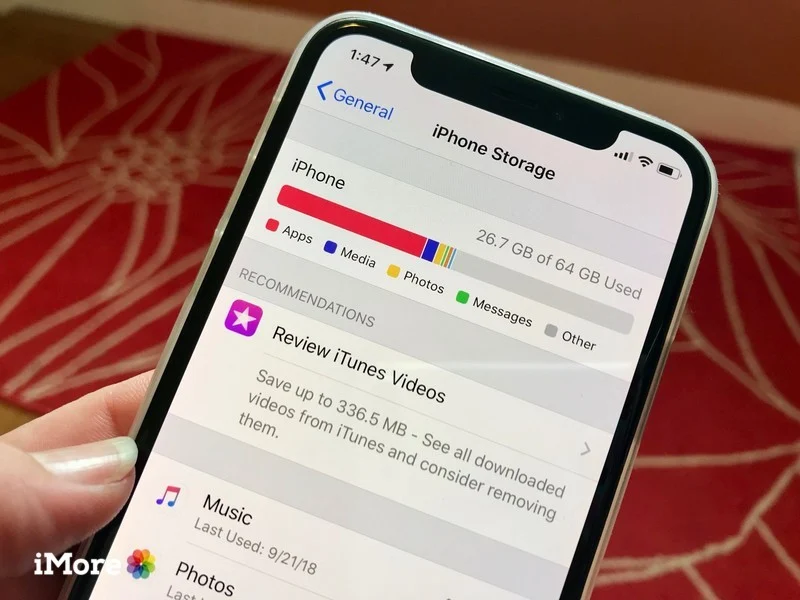 1:47
General
iPhone Storage
iPhone
26.7 GB of 64 GB Used
Apps Media Photos Messages Other
RECOMMENDATIONS
Review iTunes Videos
Save up to 336.5 MB - See all downloaded
videos from iTunes and consider removing
them.
Music
Last Used: 9/21/18
Photos
iMore